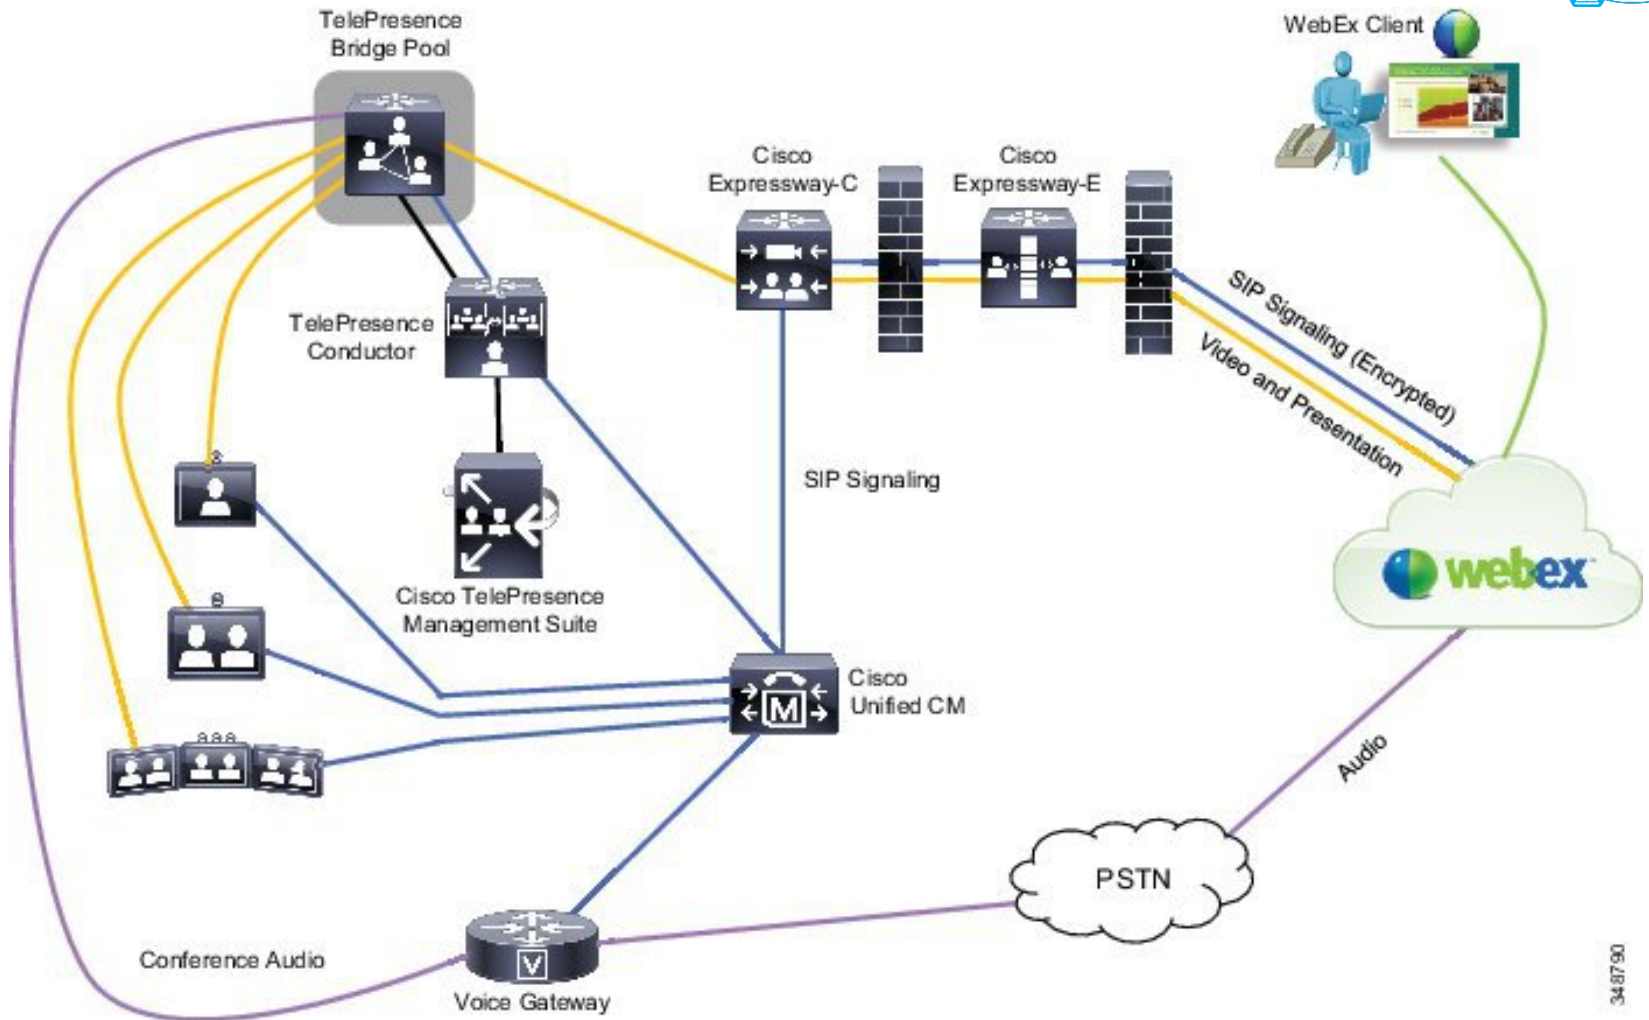 TelePresence
Bridge Pool
WebEx Client
Cisco
Expressway-C
Cisco
Expressway-E
TelePresence
Conductor
SIP Signaling (Encrypted)
Video and Presentation
SIP Signaling
webex
Cisco TelePresence
Management Suite
M
Cisco
Unified CM
Audio
PSTN
Conference Audio
V
Voice Gateway
348790